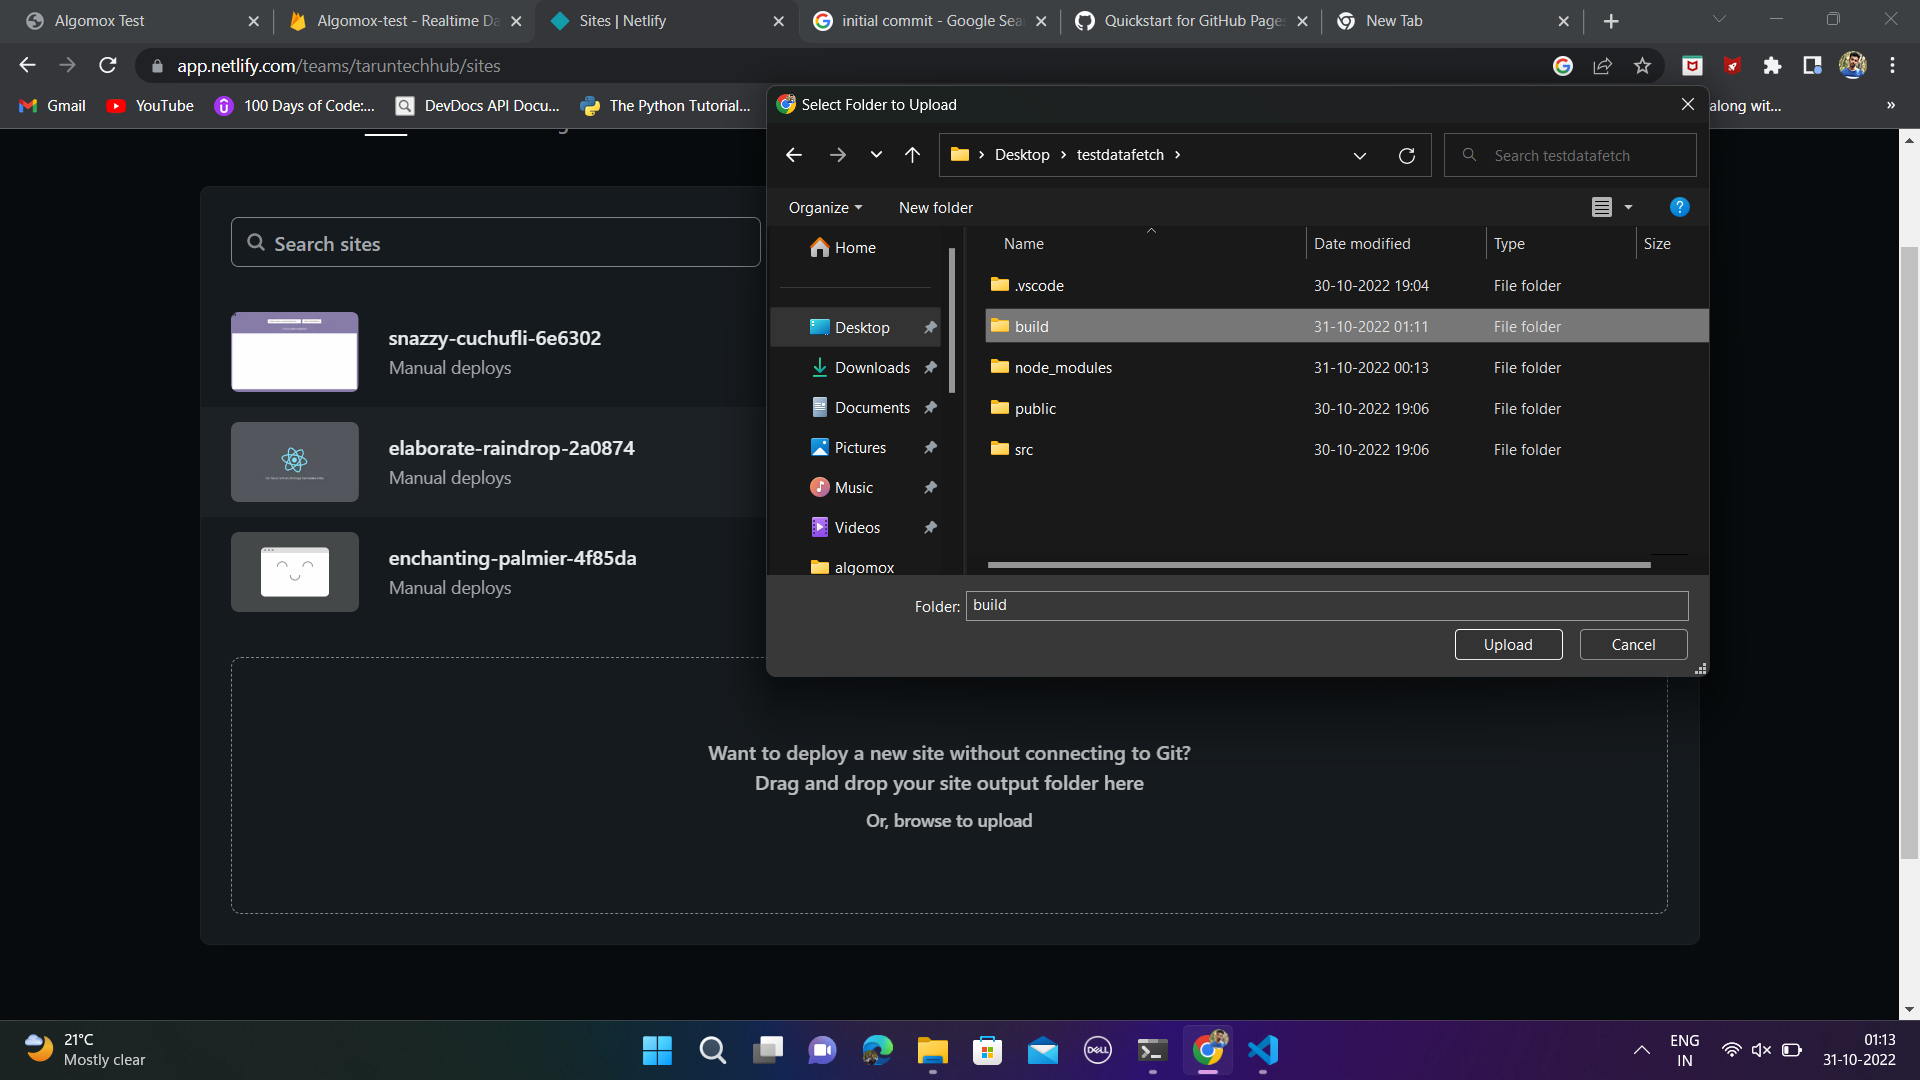 Algomox Test
Algomox-test - Realtime Da
Sites | Netlify
initial commit - Google Sea
Quickstart for GitHub Pages
New Tab
app.netlify.com/teams/taruntechhub/sites
Gmail
YouTube
100 Days of Code:...
DevDocs API Docu...
The Python Tutorial...
along wit...
»
Select Folder to Upload
Desktop
testdatafetch
Search testdatafetch
Organize
New folder
Name
Date modified
Type
Size
Home
Desktop
Downloads
Documents
Pictures
Music
Videos
algomox
.vscode 30-10-2022 19:04 File folder
build 31-10-2022 01:11 File folder
node_modules 31-10-2022 00:13 File folder
public 30-10-2022 19:06 File folder
src 30-10-2022 19:06 File folder
Folder: build
Upload
Cancel
Search sites
snazzy-cuchufli-6e6302
Manual deploys
elaborate-raindrop-2a0874
Manual deploys
enchanting-palmier-4f85da
Manual deploys
Want to deploy a new site without connecting to Git?
Drag and drop your site output folder here
Or, browse to upload
21°C
Mostly clear
DELL
ENG
IN
01:13
31-10-2022